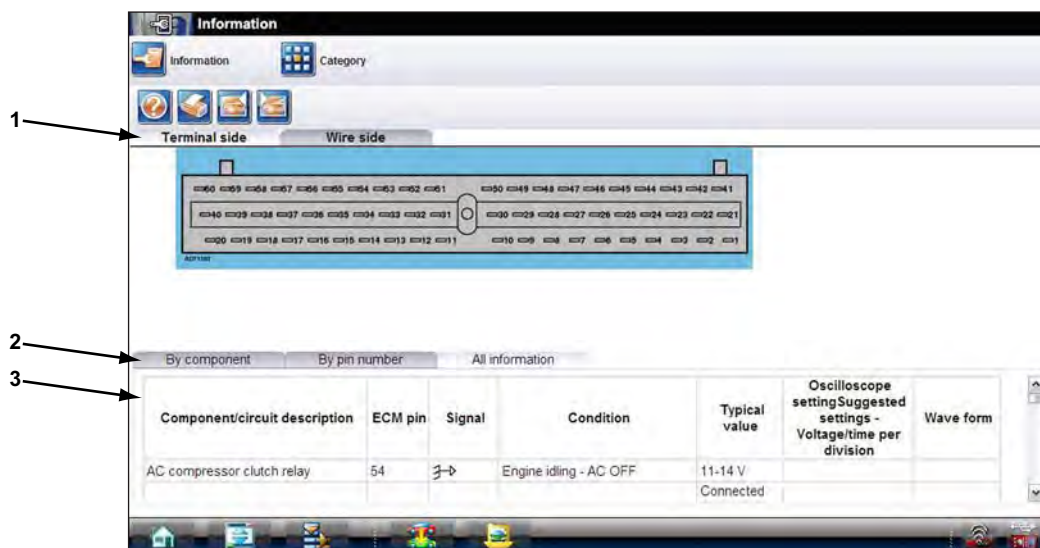 Information
Information
Category
1
Terminal side
Wire side
60 59 58 57 56 55 54 53 52 51 50 49 48 47 46 45 44 43 42 41
40 39 38 37 36 35 34 33 32 31 30 29 28 27 26 25 24 23 22 21
20 19 18 17 16 15 14 13 12 11 10 9 8 7 6 5 4 3 2 1
2
By component
By pin number
All information
3
Component/circuit description
ECM pin
Signal
Condition
Typical
value
Oscilloscope
settingSuggested
settings -
Voltage/time per
division
Wave form
AC compressor clutch relay
54
Engine idling - AC OFF
11-14 V
Connected